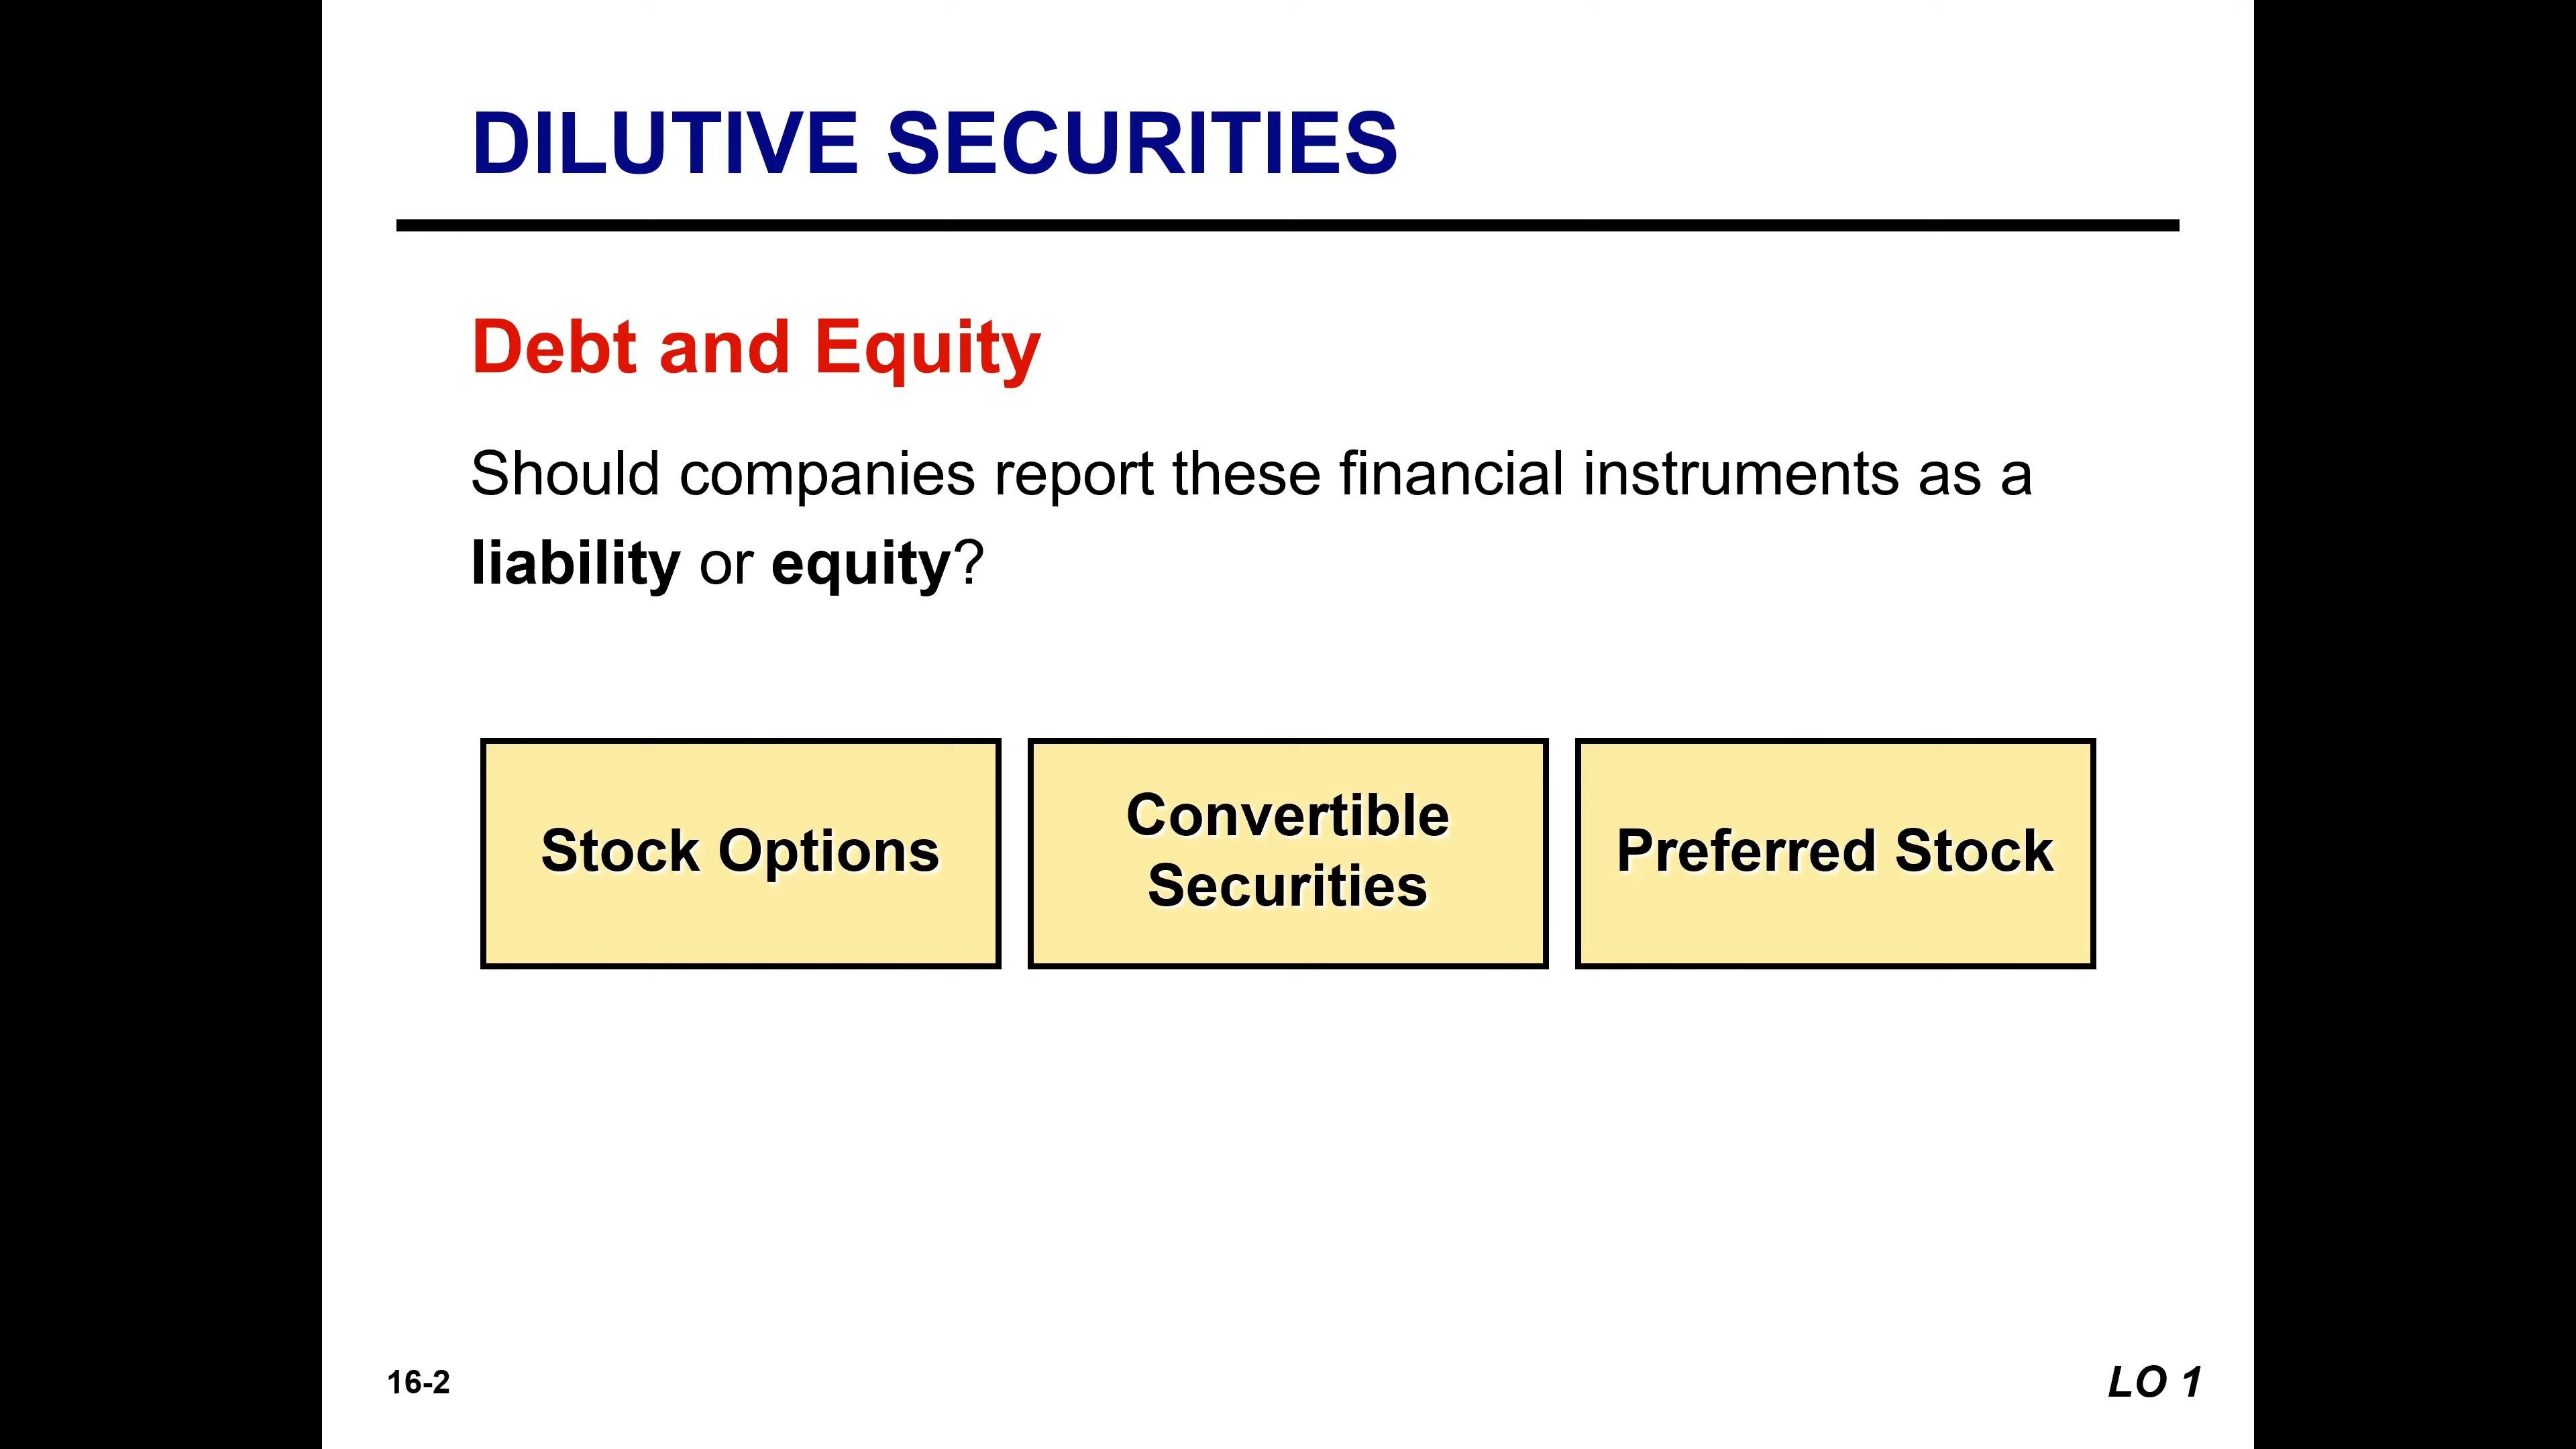 DILUTIVE SECURITIES
Debt and Equity
Should companies report these financial instruments as a
liability or equity?
Stock Options
Convertible
Securities
Preferred Stock
16-2
LO 1